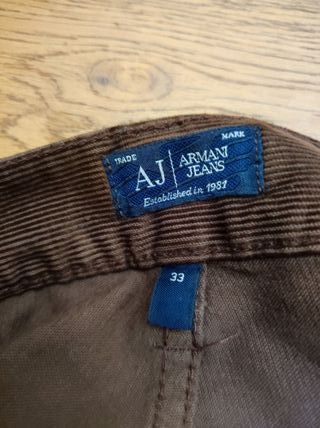 TRADE MARK
AJ | ARMANI
JEANS
Established in 1981
33